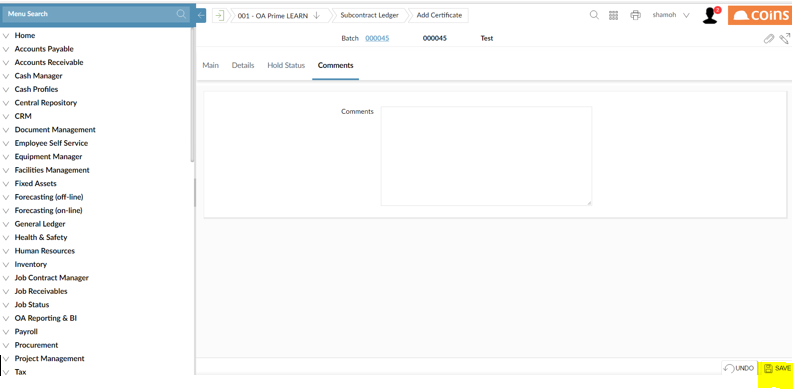 Menu Search
001 - OA Prime LEARN
Subcontract Ledger
Add Certificate
shamoh
2
coins
Batch 000045 000045 Test
Main Details Hold Status Comments
Comments
Home
Accounts Payable
Accounts Receivable
Cash Manager
Cash Profiles
Central Repository
CRM
Document Management
Employee Self Service
Equipment Manager
Facilities Management
Fixed Assets
Forecasting (off-line)
Forecasting (on-line)
General Ledger
Health & Safety
Human Resources
Inventory
Job Contract Manager
Job Receivables
Job Status
OA Reporting & BI
Payroll
Procurement
Project Management
Tax
UNDO SAVE